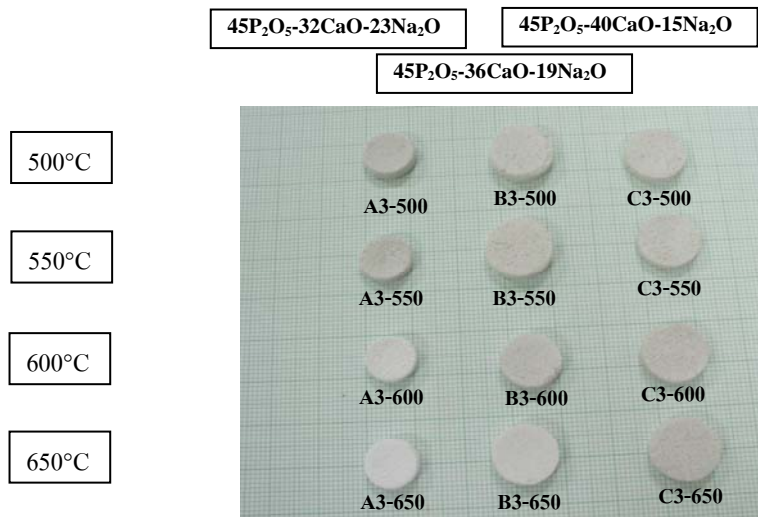 45P₂O₅-32CaO-23Na₂O
45P₂O₅-40CaO-15Na₂O
45P₂O₅-36CaO-19Na₂O
500°C
A3-500
B3-500
C3-500
550°C
A3-550
B3-550
C3-550
600°C
A3-600
B3-600
C3-600
650°C
A3-650
B3-650
C3-650